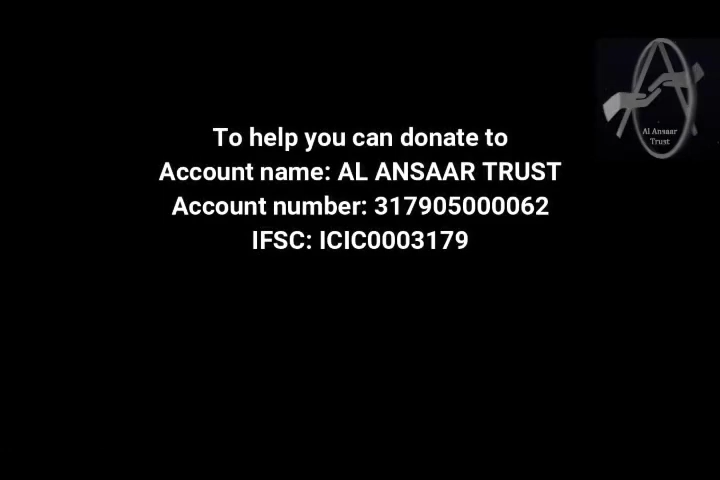 To help you can donate to
Account name: AL ANSAAR TRUST
Account number: 317905000062
IFSC: ICIC0003179
Al Ansaar
Trust